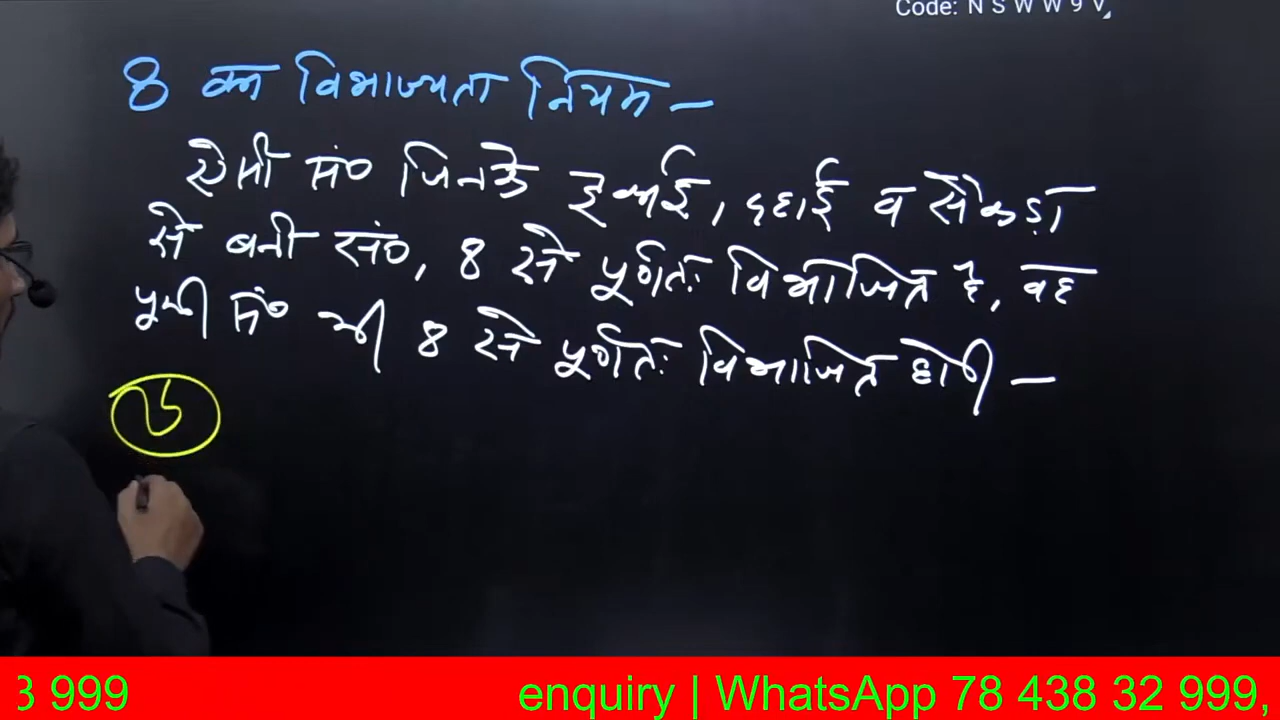 Code: N S W W 9 V
8 का विभाज्यता नियम -
ऐसी सं० जिनके इकाई, दहाई व सैकड़ा
से बनी सं०, 8 से पूर्णतः विभाजित है, वह
पूरी सं० भी 8 से पूर्णतः विभाजित होगी -
3 999 enquiry | WhatsApp 78 438 32 999,